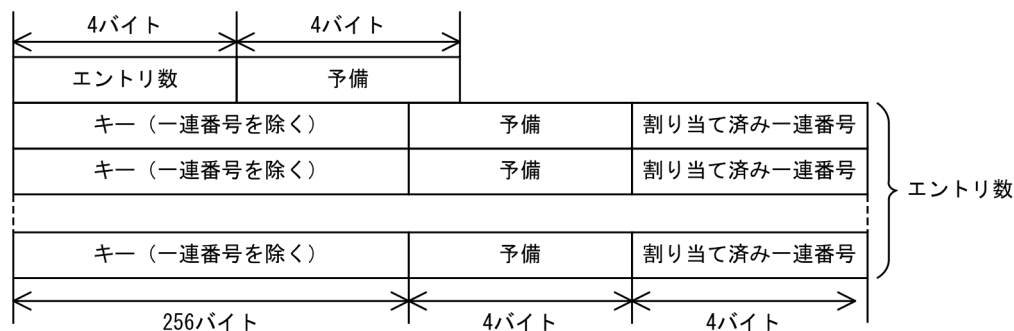 4バイト 4バイト
エントリ数 予備
キー（一連番号を除く） 予備 割り当て済み一連番号
キー（一連番号を除く） 予備 割り当て済み一連番号
エントリ数
キー（一連番号を除く） 予備 割り当て済み一連番号
256バイト 4バイト 4バイト